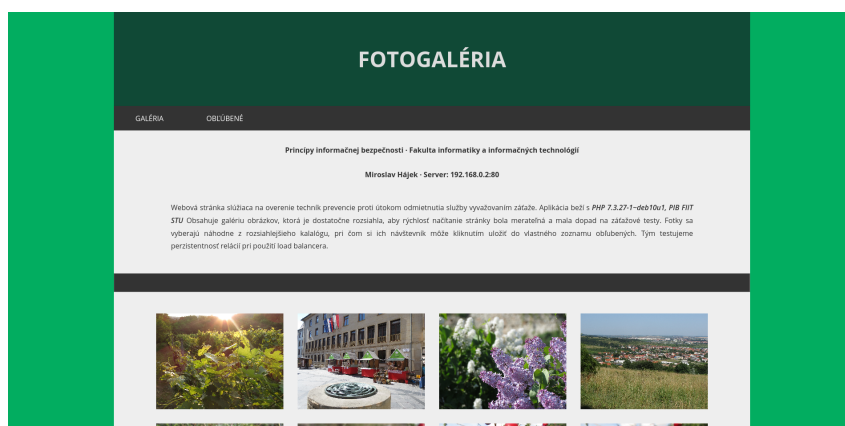 FOTOGALÉRIA
GALÉRIA OBĽÚBENÉ
Princípy informačnej bezpečnosti · Fakulta informatiky a informačných technológií
Miroslav Hájek · Server: 192.168.0.2:80
Webová stránka slúžiaca na overenie techník prevencie proti útokom odmietnutia služby vyvažovaním záťaže. Aplikácia beží s PHP 7.3.27-1~deb10u1, PIB FIIT
STU Obsahuje galériu obrázkov, ktorá je dostatočne rozsiahla, aby rýchlosť načítanie stránky bola merateľná a mala dopad na záťažové testy. Fotky sa
vyberajú náhodne z rozsiahlejšieho kalalógu, pri čom si ich návštevník môže kliknutím uložiť do vlastného zoznamu obľúbených. Tým testujeme
perzistentnosť relácií pri použití load balancera.